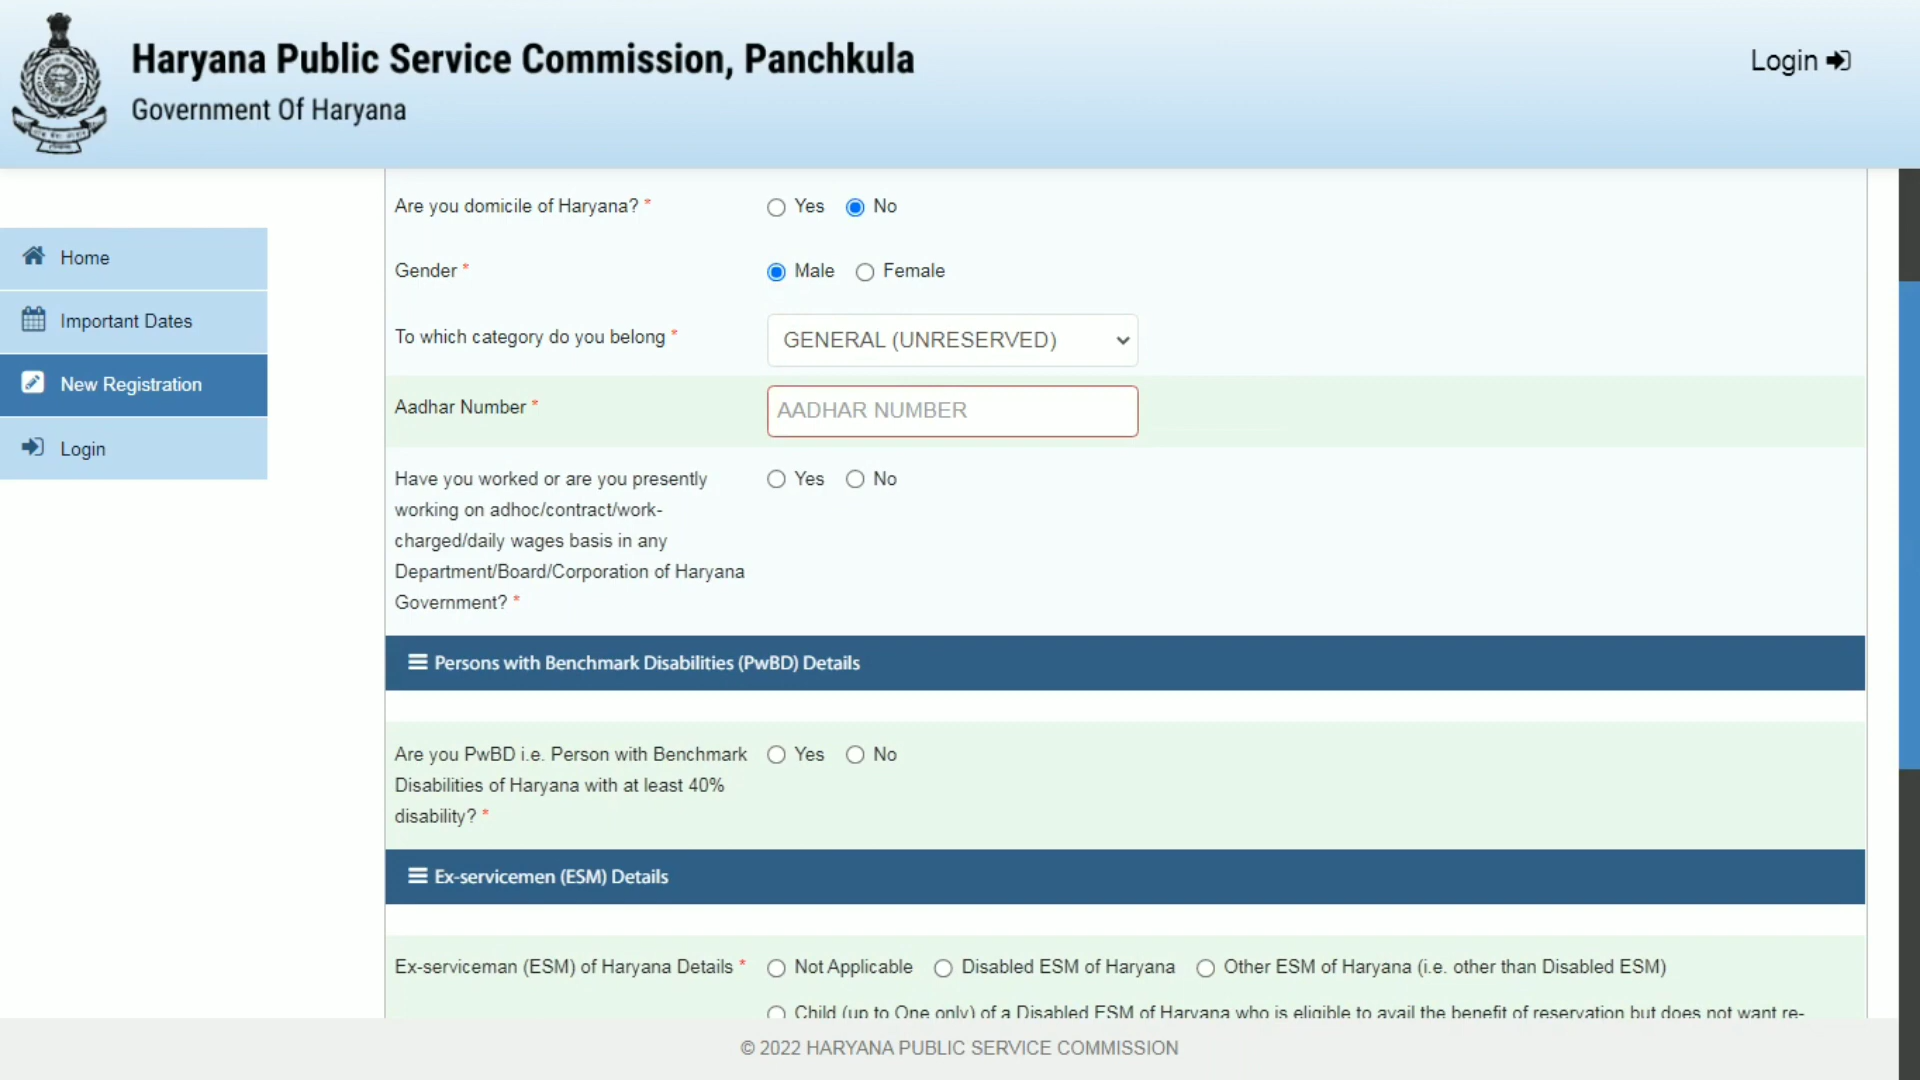 Haryana Public Service Commission, Panchkula
Government Of Haryana
Login
Home
Important Dates
New Registration
Login
Are you domicile of Haryana? *
Yes No
Gender *
Male Female
To which category do you belong *
GENERAL (UNRESERVED)
Aadhar Number *
AADHAR NUMBER
Have you worked or are you presently
working on adhoc/contract/work-
charged/daily wages basis in any
Department/Board/Corporation of Haryana
Government? *
Yes No
Persons with Benchmark Disabilities (PwBD) Details
Are you PwBD i.e. Person with Benchmark
Disabilities of Haryana with at least 40%
disability? *
Yes No
Ex-servicemen (ESM) Details
Ex-serviceman (ESM) of Haryana Details *
Not Applicable Disabled ESM of Haryana Other ESM of Haryana (i.e. other than Disabled ESM)
Child (up to One only) of a Disabled ESM of Haryana who is eligible to avail the benefit of reservation but does not want re-
© 2022 HARYANA PUBLIC SERVICE COMMISSION